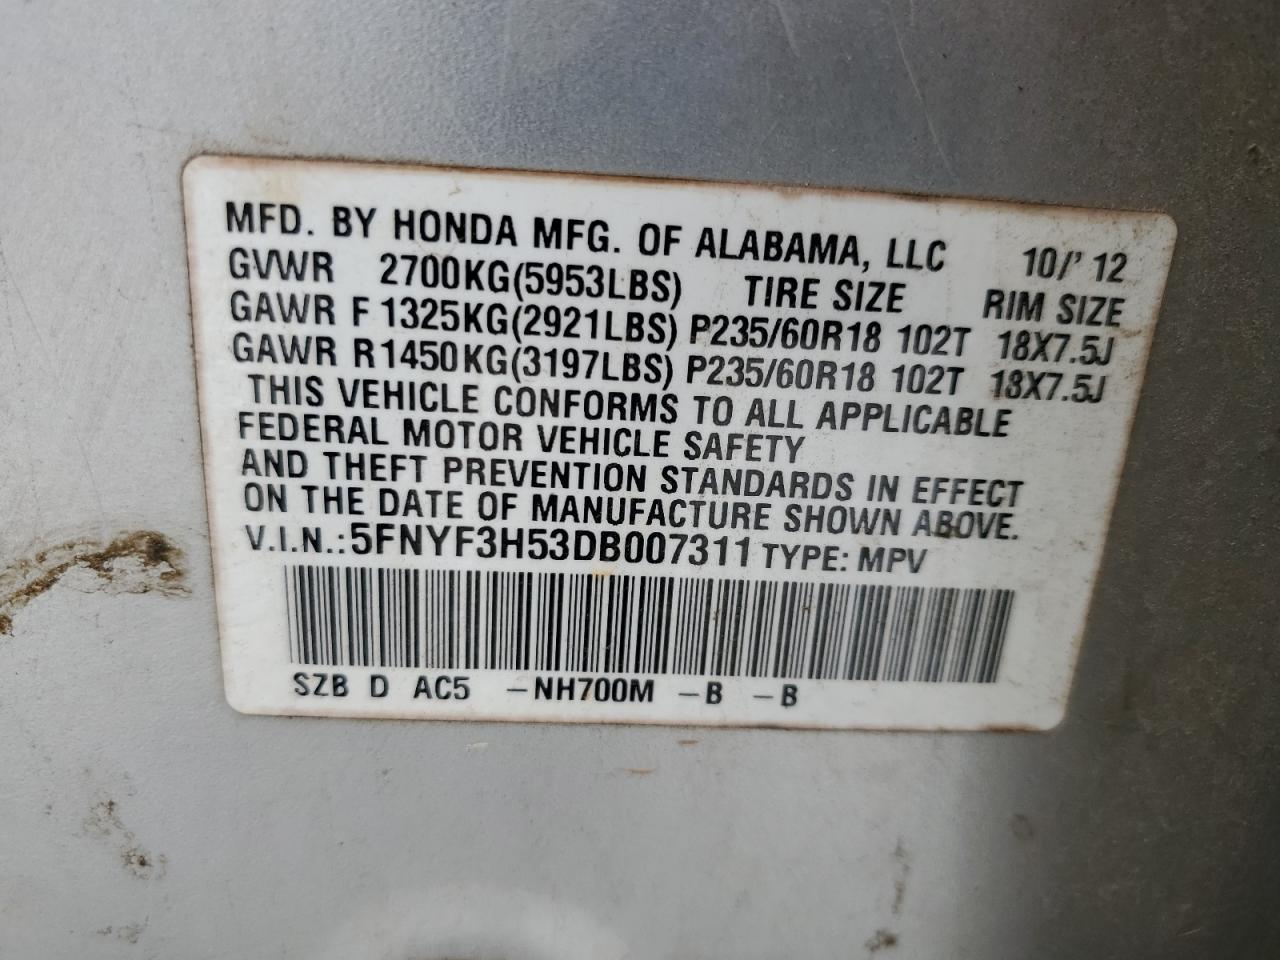 MFD. BY HONDA MFG. OF ALABAMA, LLC 10/' 12
GVWR 2700KG(5953LBS) TIRE SIZE RIM SIZE
GAWR F 1325KG(2921LBS) P235/60R18 102T 18X7.5J
GAWR R 1450KG(3197LBS) P235/60R18 102T 18X7.5J
THIS VEHICLE CONFORMS TO ALL APPLICABLE
FEDERAL MOTOR VEHICLE SAFETY
AND THEFT PREVENTION STANDARDS IN EFFECT
ON THE DATE OF MANUFACTURE SHOWN ABOVE.
V.I.N.:5FNYF3H53DB007311 TYPE: MPV
SZB D AC5 -NH700M -B -B